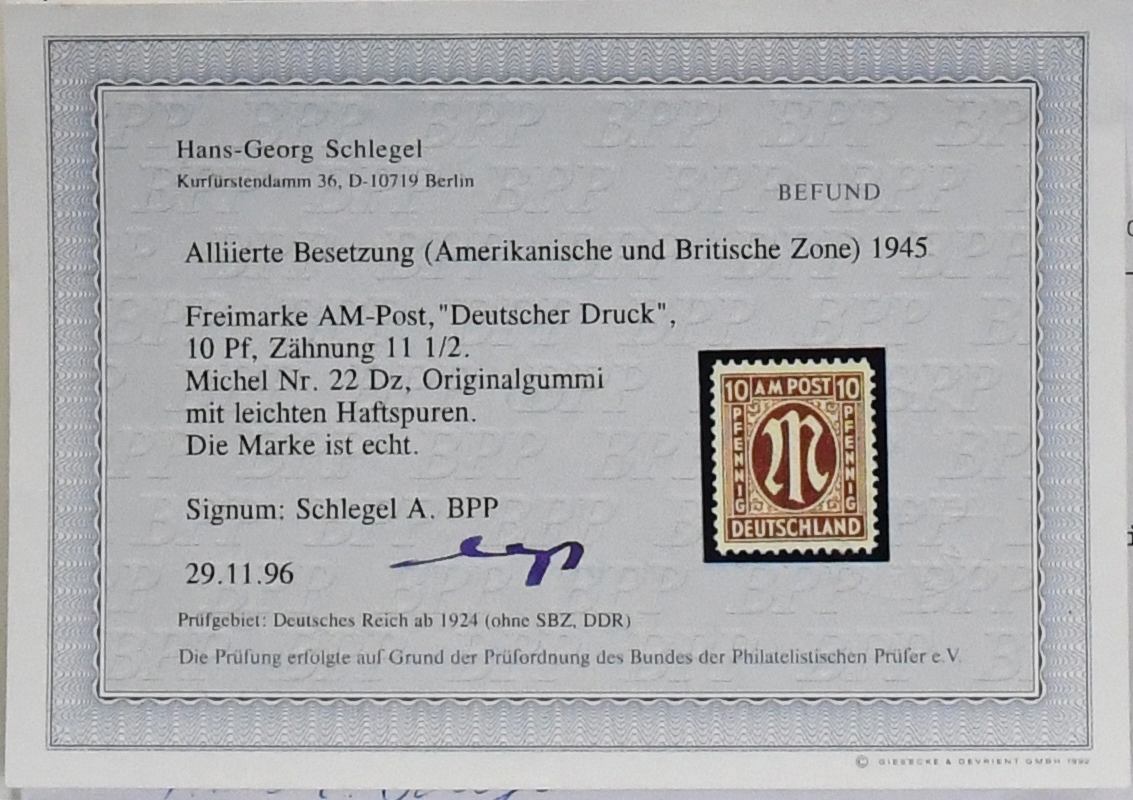 Hans-Georg Schlegel
Kurfürstendamm 36, D-10719 Berlin
BEFUND
Alliierte Besetzung (Amerikanische und Britische Zone) 1945
Freimarke AM-Post, "Deutscher Druck",
10 Pf, Zähnung 11 1/2.
Michel Nr. 22 Dz, Originalgummi
mit leichten Haftspuren.
Die Marke ist echt.
10 AM POST 10
PFENNIG
M
PFENNIG
DEUTSCHLAND
Signum: Schlegel A. BPP
29.11.96
Prüfgebiet: Deutsches Reich ab 1924 (ohne SBZ, DDR)
Die Prüfung erfolgte auf Grund der Prüfordnung des Bundes der Philatelistischen Prüfer e.V.
© GIESECKE & DEVRIENT GMBH 1992